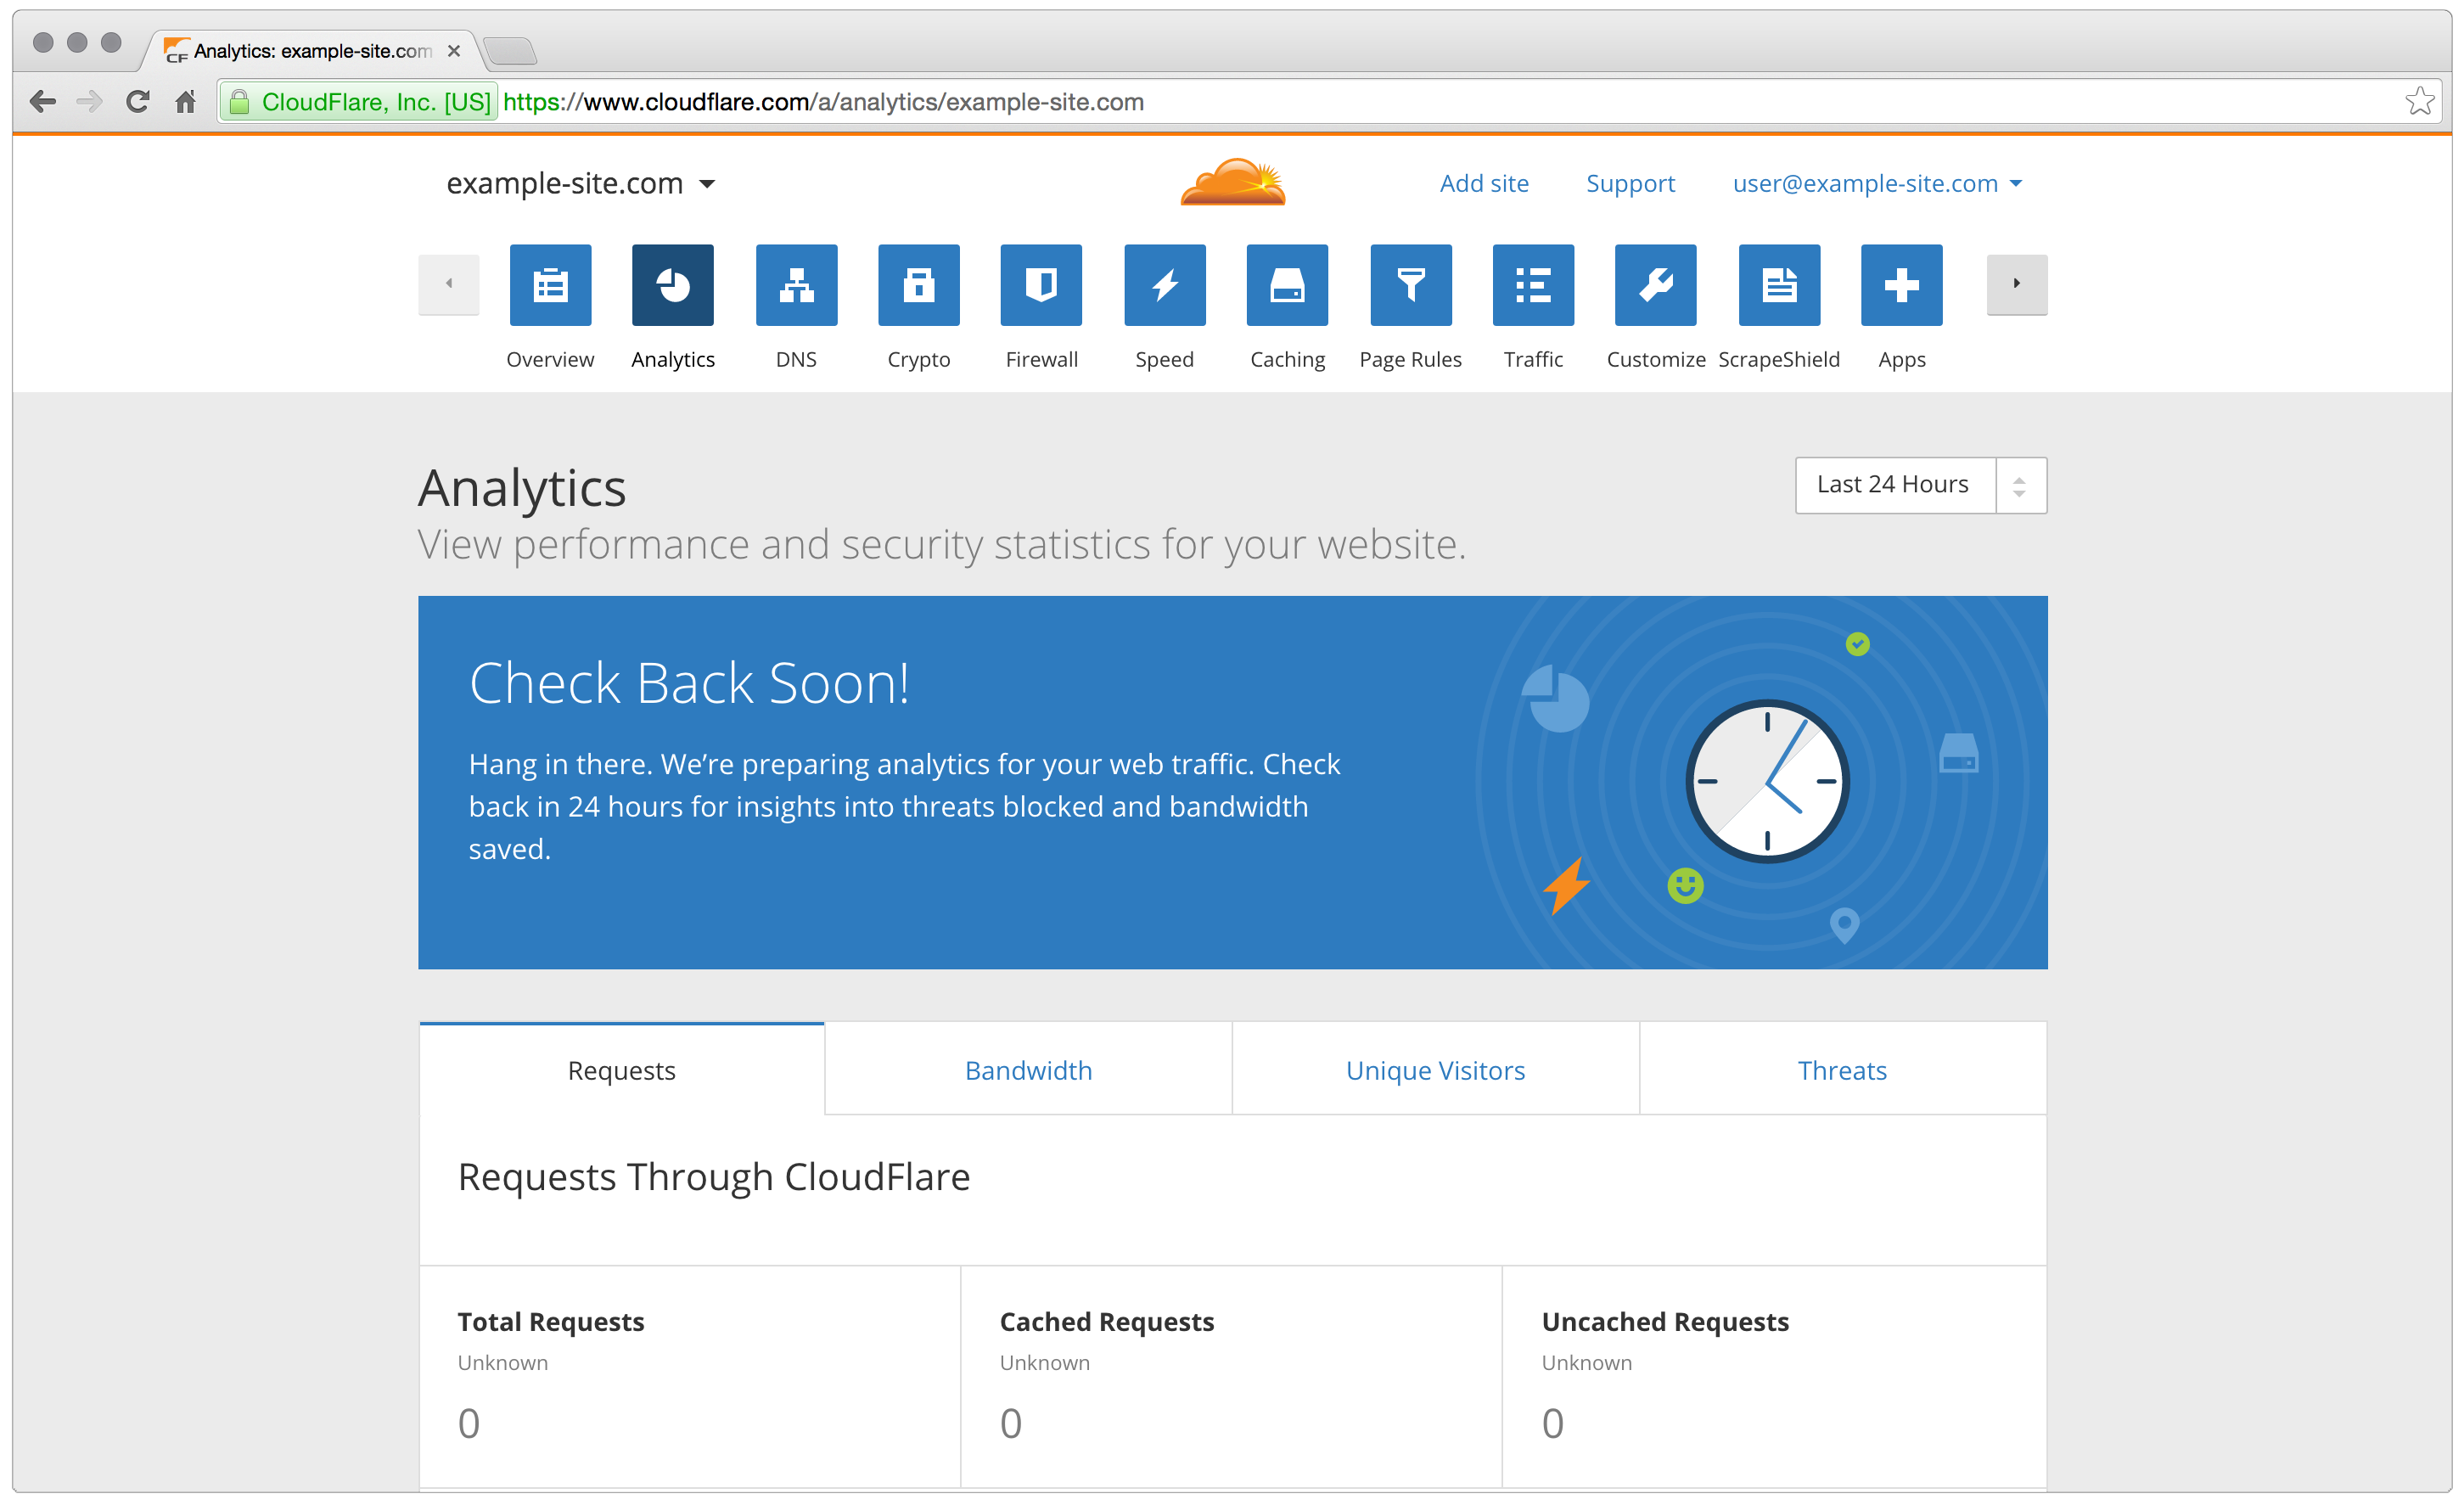 CF Analytics: example-site.com
CloudFlare, Inc. [US] https://www.cloudflare.com/a/analytics/example-site.com
example-site.com Add site Support user@example-site.com
Overview Analytics DNS Crypto Firewall Speed Caching Page Rules Traffic Customize ScrapeShield Apps
Analytics
Last 24 Hours
View performance and security statistics for your website.
Check Back Soon!
Hang in there. We’re preparing analytics for your web traffic. Check
back in 24 hours for insights into threats blocked and bandwidth
saved.
Requests Bandwidth Unique Visitors Threats
Requests Through CloudFlare
Total Requests Cached Requests Uncached Requests
Unknown Unknown Unknown
0 0 0